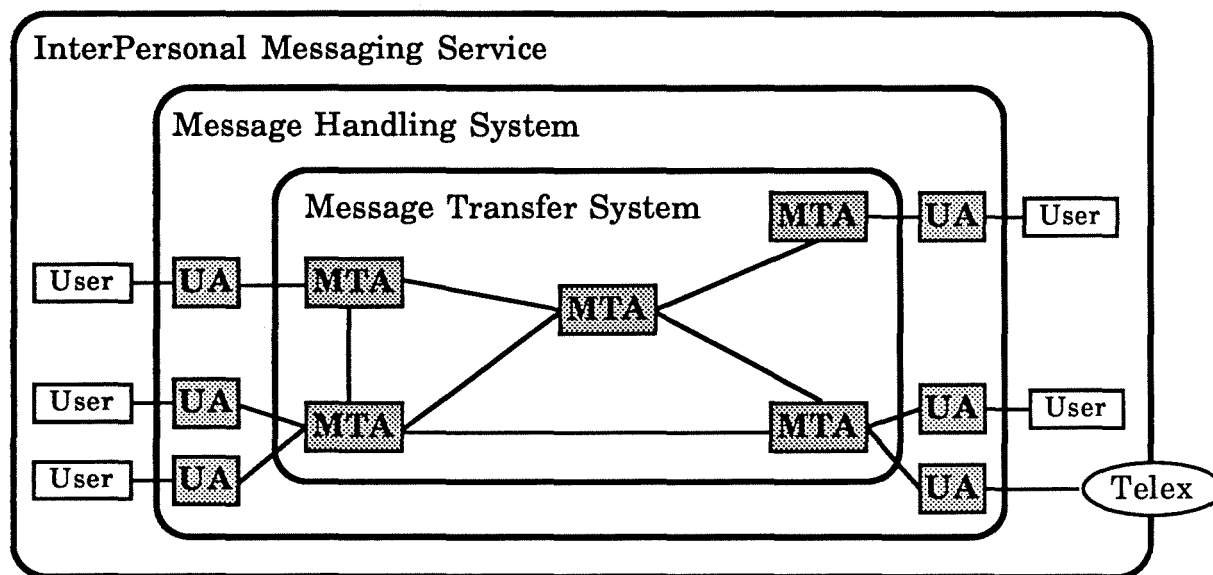 InterPersonal Messaging Service
Message Handling System
Message Transfer System
MTA
UA
User
User
UA
MTA
MTA
User
UA
MTA
MTA
UA
User
User
UA
UA
Telex